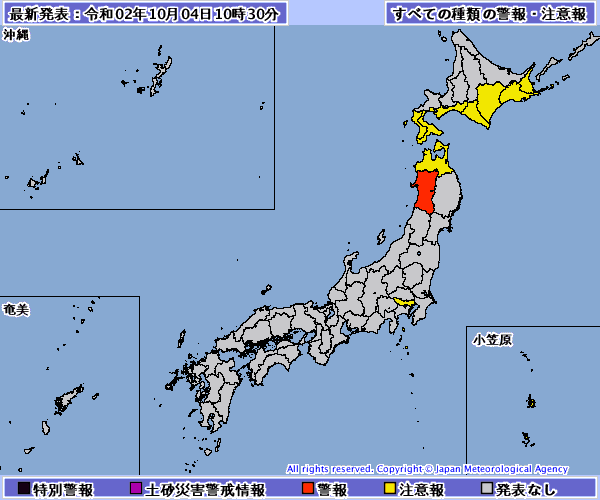 最新発表：令和02年10月04日10時30分
すべての種類の警報・注意報
沖縄
奄美
小笠原
All rights reserved. Copyright © Japan Meteorological Agency
特別警報 土砂災害警戒情報 警報 注意報 発表なし